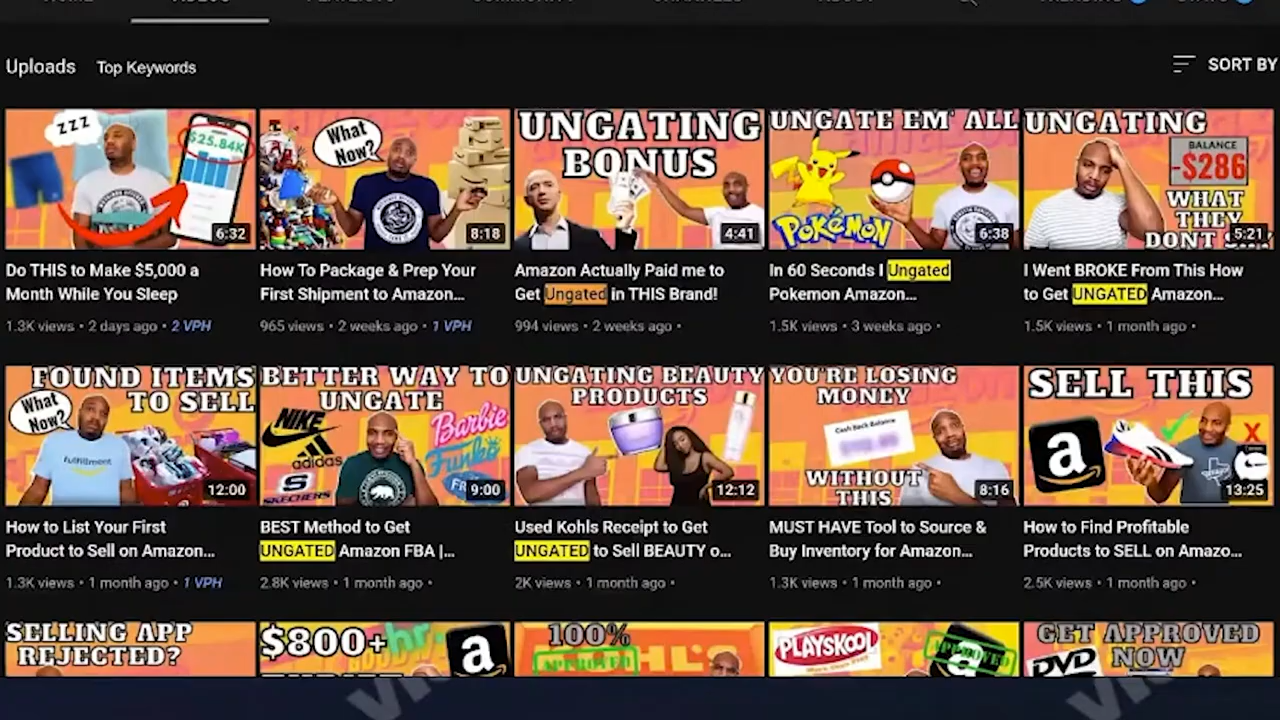 Uploads
Top Keywords
SORT BY
ZZZ
$25.84K
6:32
What
Now?
8:18
UNGATING
BONUS
4:41
UNGATE EM' ALL
POKéMON
6:38
UNGATING
BALANCE
-$286
WHAT
THEY
DONT
5:21
Do THIS to Make $5,000 a
Month While You Sleep
1.3K views • 2 days ago • 2 VPH
How To Package & Prep Your
First Shipment to Amazon...
965 views • 2 weeks ago • 1 VPH
Amazon Actually Paid me to
Get Ungated in THIS Brand!
994 views • 2 weeks ago •
In 60 Seconds I Ungated
Pokemon Amazon...
1.5K views • 3 weeks ago •
I Went BROKE From This How
to Get UNGATED Amazon...
1.5K views • 1 month ago •
FOUND ITEMS
TO SELL
What
Now?
fulfillment
12:00
BETTER WAY TO
UNGATE
NIKE
Barbie
adidas
Funko
SKECHERS
9:00
UNGATING BEAUTY
PRODUCTS
12:12
YOU'RE LOSING
MONEY
Cash Back Balance
WITHOUT
THIS
8:16
SELL THIS
a
13:25
How to List Your First
Product to Sell on Amazon...
1.3K views • 1 month ago • 1 VPH
BEST Method to Get
UNGATED Amazon FBA |...
2.8K views • 1 month ago •
Used Kohls Receipt to Get
UNGATED to Sell BEAUTY o...
2K views • 1 month ago •
MUST HAVE Tool to Source &
Buy Inventory for Amazon...
1.3K views • 1 month ago •
How to Find Profitable
Products to SELL on Amazo...
2.5K views • 1 month ago •
SELLING APP
REJECTED?
$800+
a
100%
APPROVED
PLAYSKOOL
APPROVED
GET APPROVED
NOW
DVD